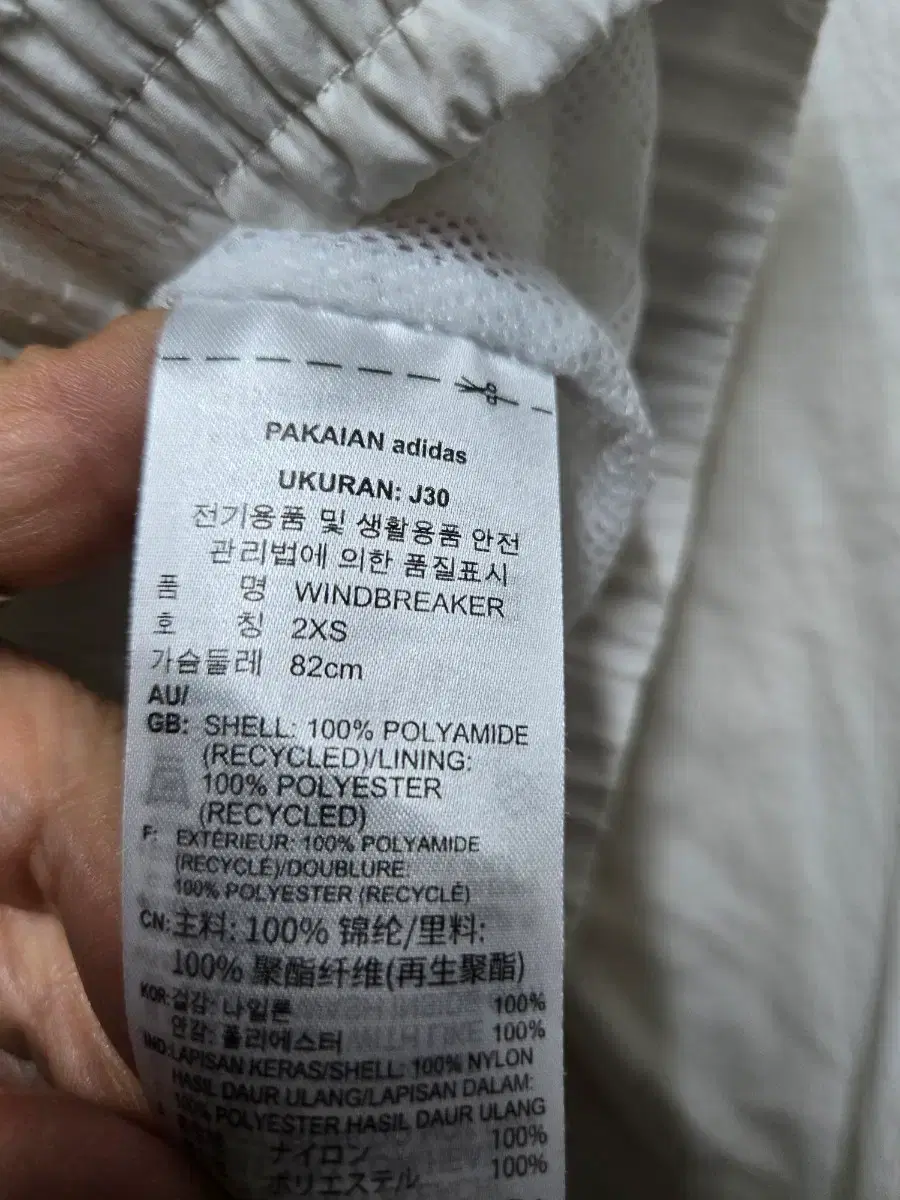 PAKAIAN adidas
UKURAN: J30
전기용품 및 생활용품 안전
관리법에 의한 품질표시
품 명 WINDBREAKER
호 칭 2XS
가슴둘레 82cm
AU/
GB: SHELL: 100% POLYAMIDE
(RECYCLED)/LINING:
100% POLYESTER
(RECYCLED)
F: EXTÉRIEUR: 100% POLYAMIDE
(RECYCLÉ)/DOUBLURE:
100% POLYESTER (RECYCLÉ)
CN: 主料: 100% 锦纶/里料:
100% 聚酯纤维(再生聚酯)
KOR: 겉감: 나일론 100%
안감: 폴리에스터 100%
IND: LAPISAN KERAS/SHELL: 100% NYLON
HASIL DAUR ULANG/LAPISAN DALAM:
100% POLYESTER HASIL DAUR ULANG
ナイロン 100%
ポリエステル 100%